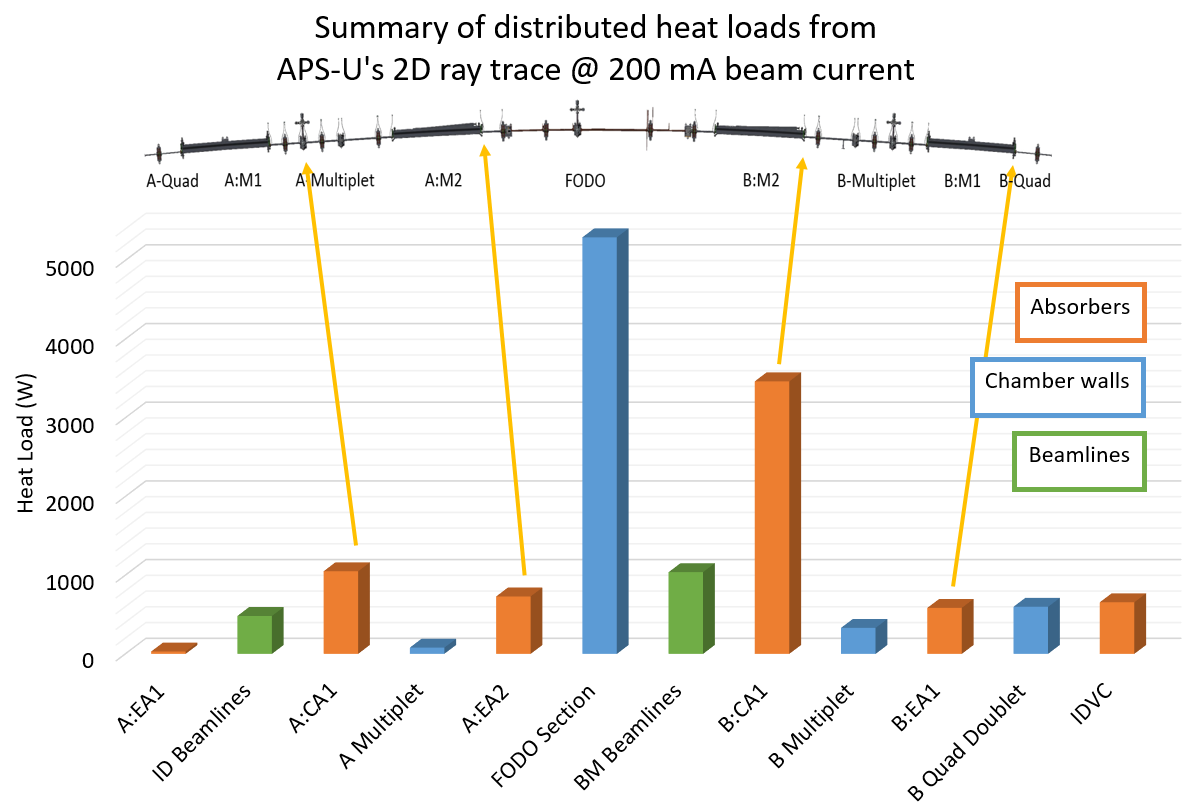 Summary of distributed heat loads from
APS-U's 2D ray trace @ 200 mA beam current
A-Quad A:M1 A-Multiplet A:M2 FODO B:M2 B-Multiplet B:M1 B-Quad
Heat Load (W)
5000
4000
3000
2000
1000
0
Absorbers
Chamber walls
Beamlines
A:EA1
ID Beamlines
A:CA1
A Multiplet
A:EA2
FODO Section
BM Beamlines
B:CA1
B Multiplet
B:EA1
B Quad Doublet
IDVC